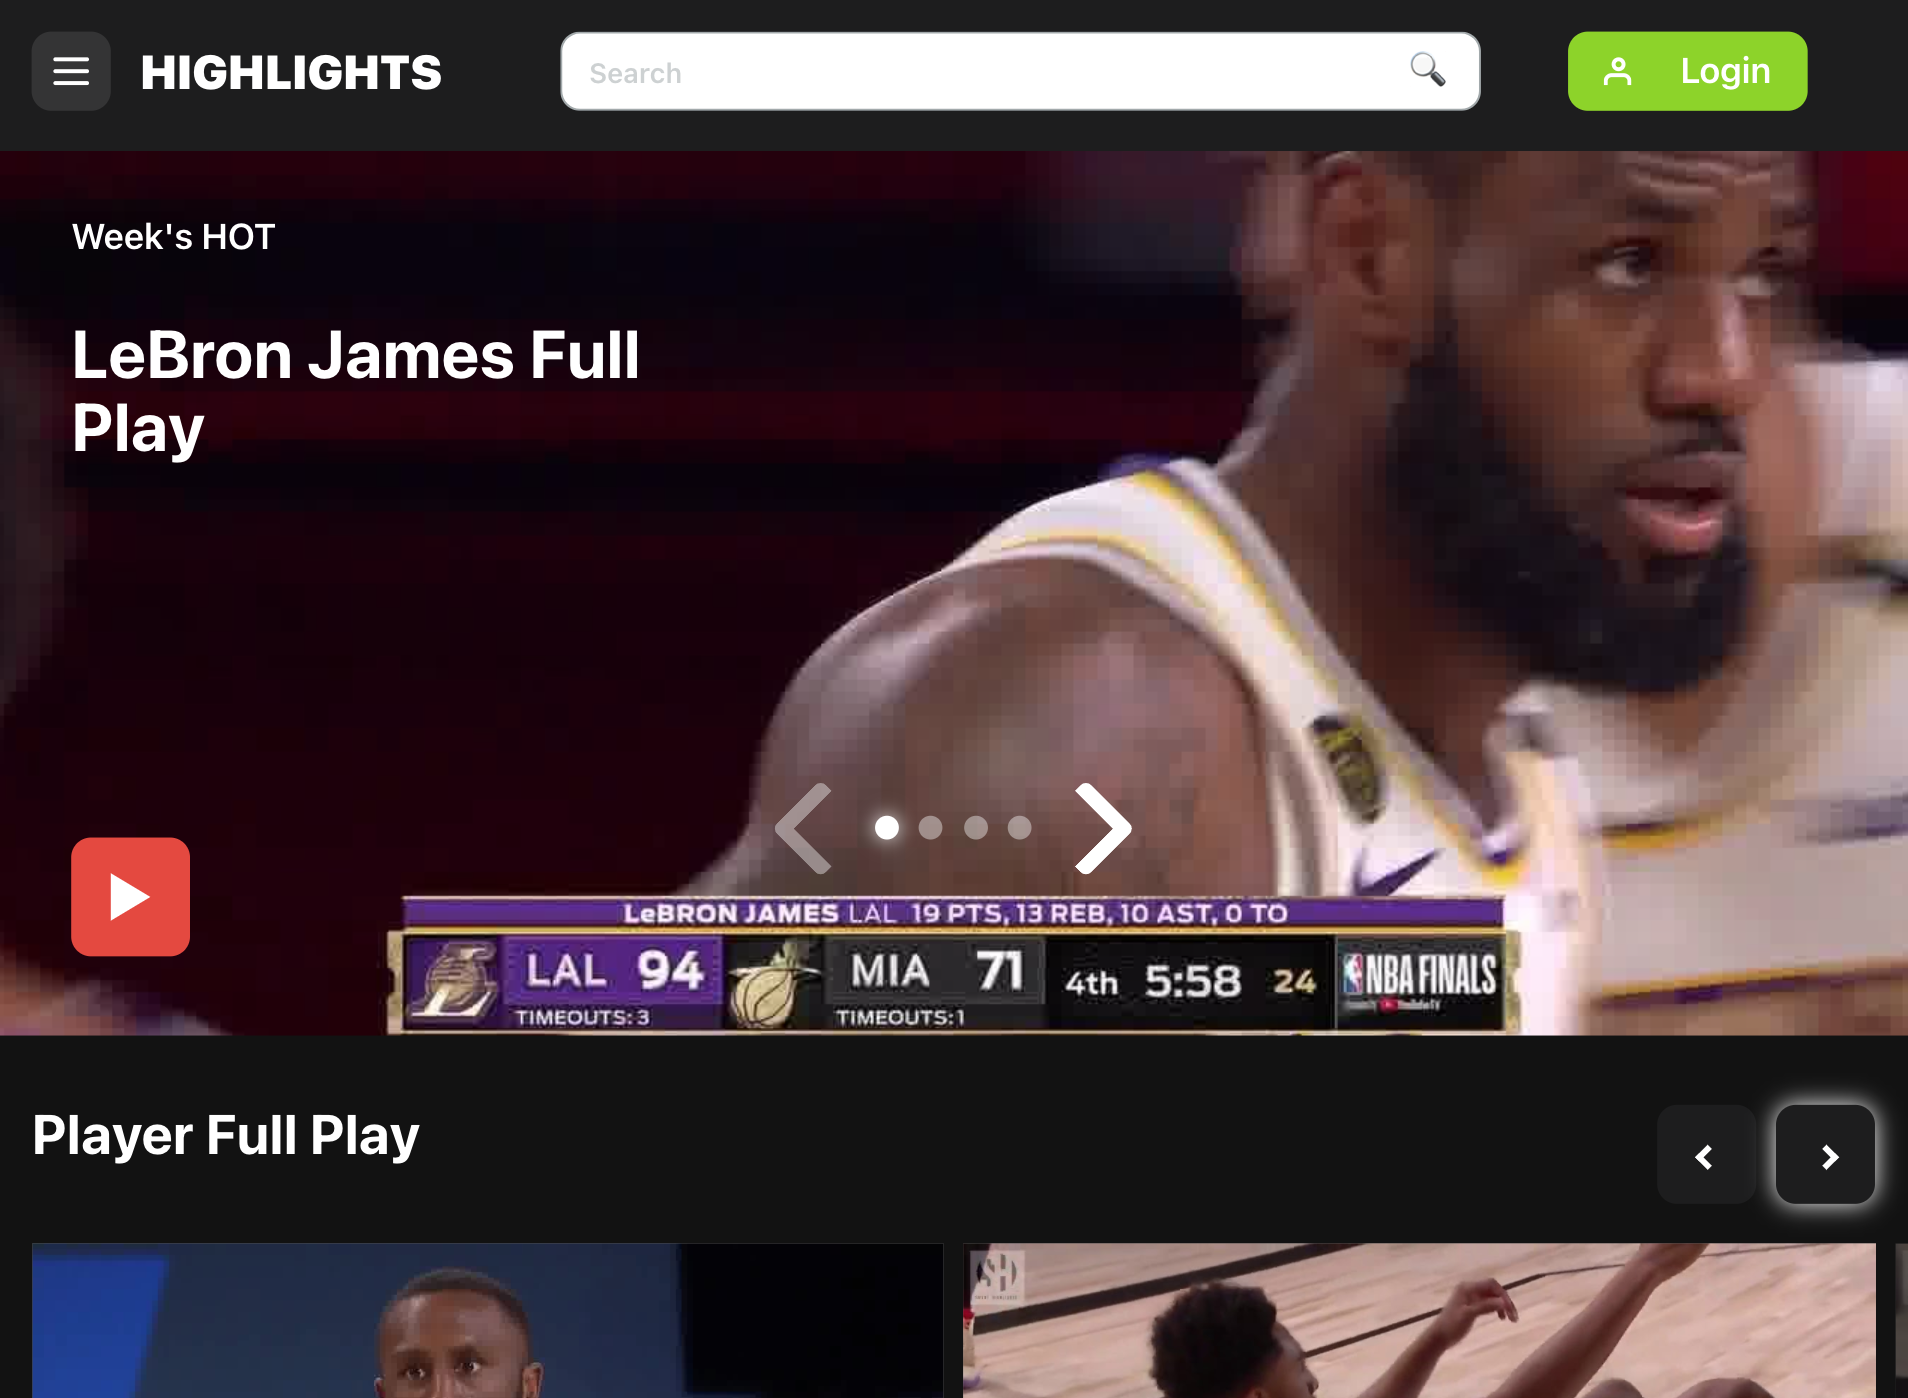 HIGHLIGHTS
Search
Login
Week's HOT
LeBron James Full
Play
LeBRON JAMES LAL 19 PTS, 13 REB, 10 AST, 0 TO
LAL 94 MIA 71 4th 5:58 24 NBA FINALS
TIMEOUTS: 3 TIMEOUTS: 1
Player Full Play
SH